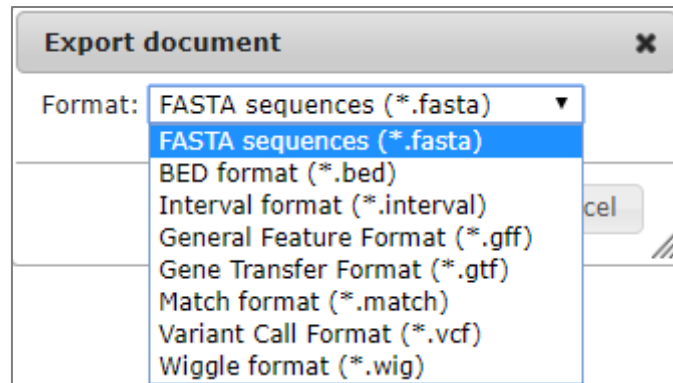 Export document ✖
Format: FASTA sequences (*.fasta) ▼
FASTA sequences (*.fasta)
BED format (*.bed)
Interval format (*.interval)
cel
General Feature Format (*.gff)
Gene Transfer Format (*.gtf)
Match format (*.match)
Variant Call Format (*.vcf)
Wiggle format (*.wig)